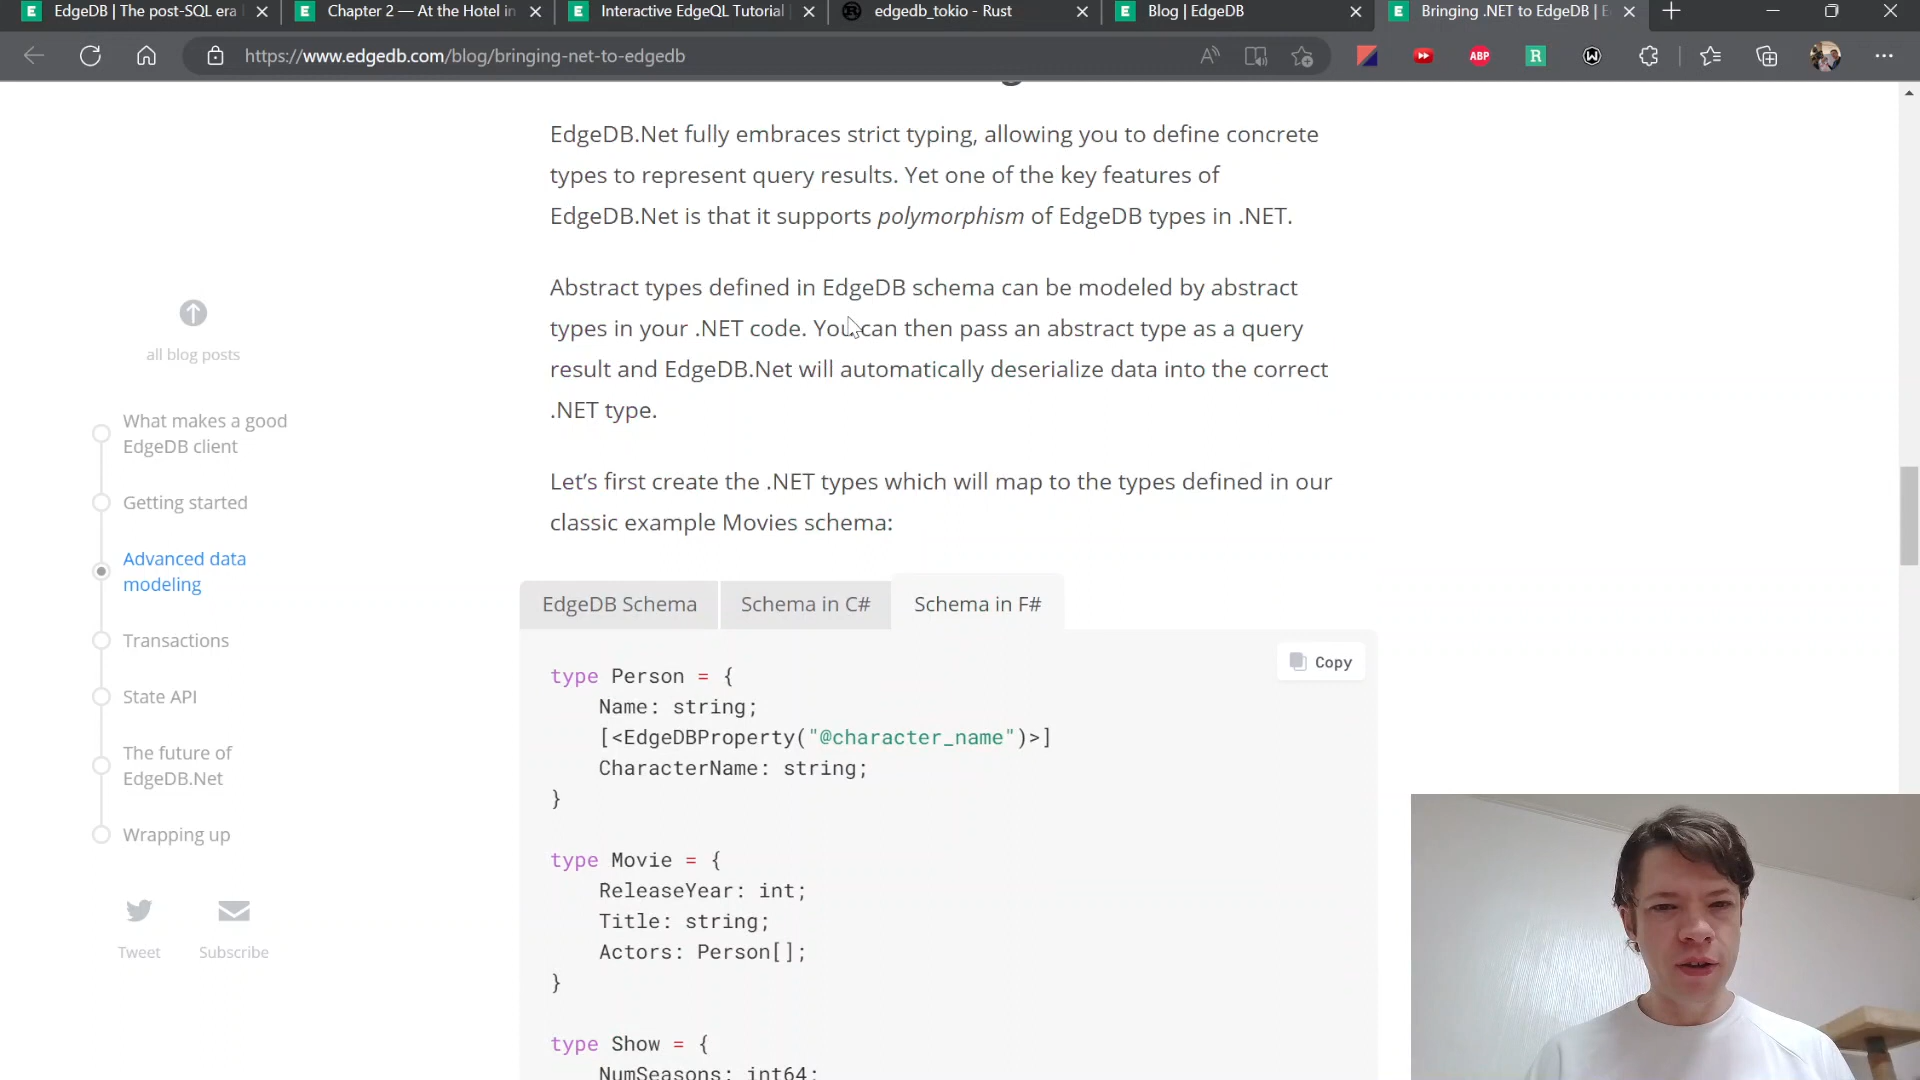 EdgeDB | The post-SQL era
Chapter 2 — At the Hotel in
Interactive EdgeQL Tutorial
edgedb_tokio - Rust
Blog | EdgeDB
Bringing .NET to EdgeDB | E
https://www.edgedb.com/blog/bringing-net-to-edgedb
ABP
R
EdgeDB.Net fully embraces strict typing, allowing you to define concrete
types to represent query results. Yet one of the key features of
EdgeDB.Net is that it supports polymorphism of EdgeDB types in .NET.
Abstract types defined in EdgeDB schema can be modeled by abstract
types in your .NET code. You can then pass an abstract type as a query
result and EdgeDB.Net will automatically deserialize data into the correct
.NET type.
Let's first create the .NET types which will map to the types defined in our
classic example Movies schema:
all blog posts
What makes a good
EdgeDB client
Getting started
Advanced data
modeling
Transactions
State API
The future of
EdgeDB.Net
Wrapping up
Tweet
Subscribe
EdgeDB Schema
Schema in C#
Schema in F#
Copy
type Person = {
Name: string;
[<EdgeDBProperty("@character_name")>]
CharacterName: string;
}
type Movie = {
ReleaseYear: int;
Title: string;
Actors: Person[];
}
type Show = {
NumSeasons: int64;